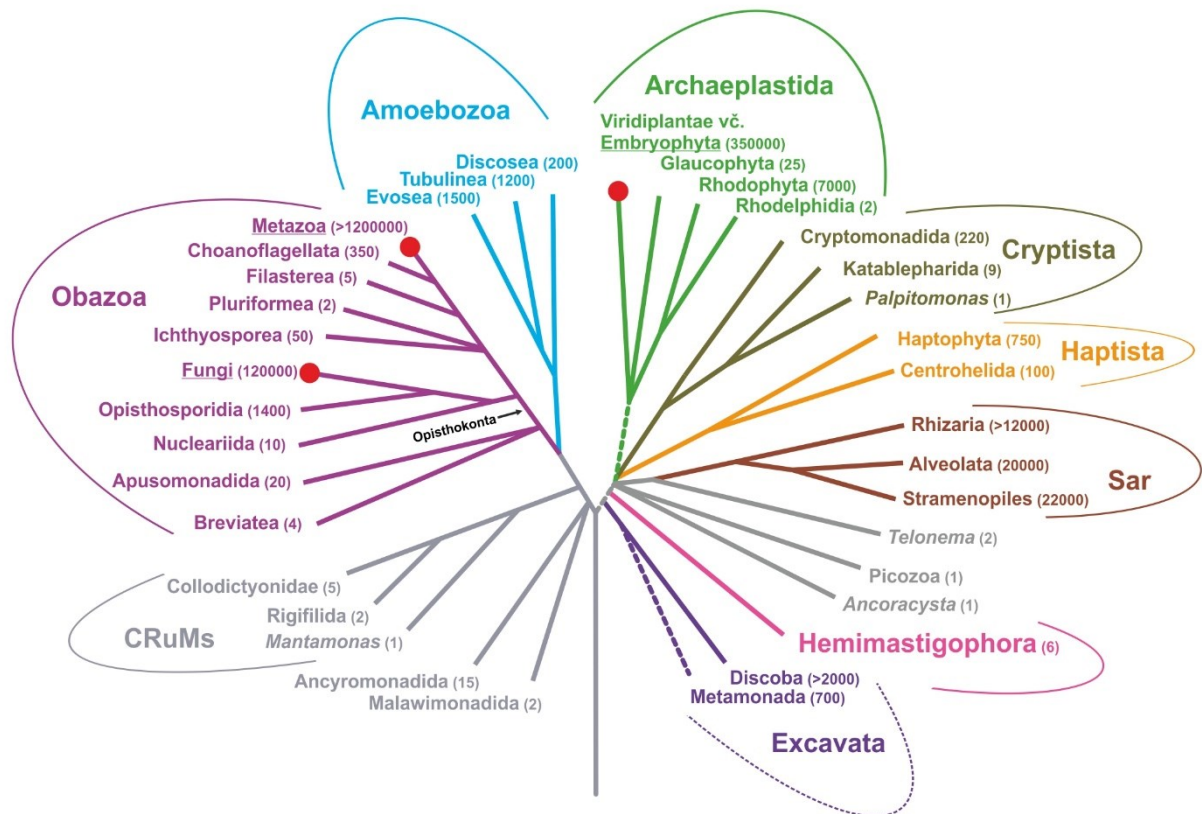 Amoebozoa
Discosea (200)
Tubulinea (1200)
Evosea (1500)
Archaeplastida
Viridiplantae vč.
Embryophyta (350000)
Glaucophyta (25)
Rhodophyta (7000)
Rhodelphidia (2)
Obazoa
Metazoa (>1200000)
Choanoflagellata (350)
Filasterea (5)
Pluriformea (2)
Ichthyosporea (50)
Fungi (120000)
Opisthosporidia (1400)
Nucleariida (10)
Apusomonadida (20)
Breviatea (4)
Opisthokonta
Cryptista
Cryptomonadida (220)
Katablepharida (9)
Palpitomonas (1)
Haptista
Haptophyta (750)
Centrohelida (100)
Sar
Rhizaria (>12000)
Alveolata (20000)
Stramenopiles (22000)
Telonema (2)
Picozoa (1)
Ancoracysta (1)
CRuMs
Collodictyonidae (5)
Rigifilida (2)
Mantamonas (1)
Ancyromonadida (15)
Malawimonadida (2)
Hemimastigophora (6)
Discoba (>2000)
Metamonada (700)
Excavata